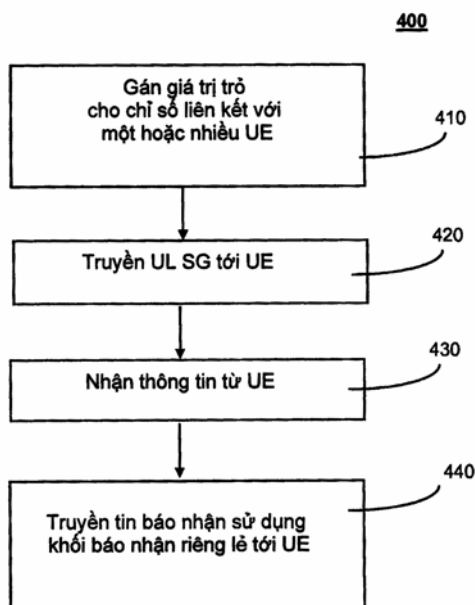 400
Gán giá trị trỏ
cho chỉ số liên kết với
một hoặc nhiều UE
410
420
Truyền UL SG tới UE
430
Nhận thông tin từ UE
440
Truyền tin báo nhận sử dụng
khối báo nhận riêng lẻ tới UE